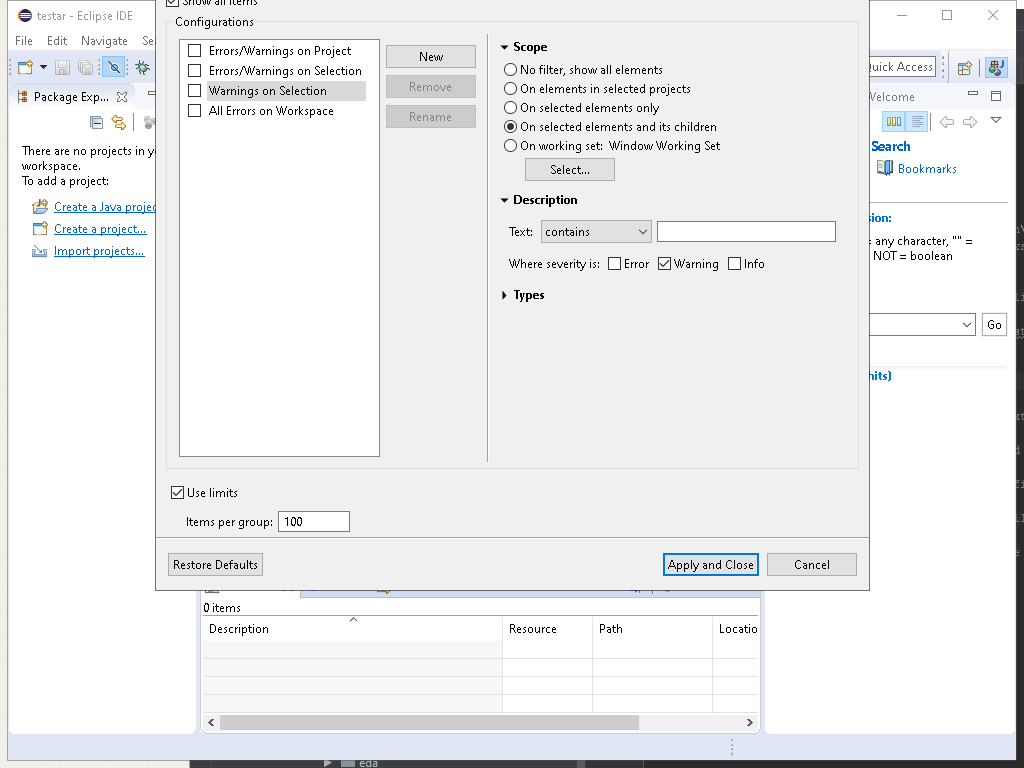 testar - Eclipse IDE
Show all items
File Edit Navigate Se
Configurations
Errors/Warnings on Project
Errors/Warnings on Selection
Warnings on Selection
All Errors on Workspace
New
Remove
Rename
Scope
No filter, show all elements
On elements in selected projects
On selected elements only
On selected elements and its children
On working set: Window Working Set
Select...
Description
Text: contains
Where severity is: Error Warning Info
Types
Quick Access
Package Exp...
There are no projects in y
workspace.
To add a project:
Create a Java projec
Create a project...
Import projects...
Welcome
Search
Bookmarks
sion:
= any character, "" =
NOT = boolean
Go
nits)
Use limits
Items per group: 100
Restore Defaults
Apply and Close
Cancel
0 items
Description Resource Path Locatio
eda